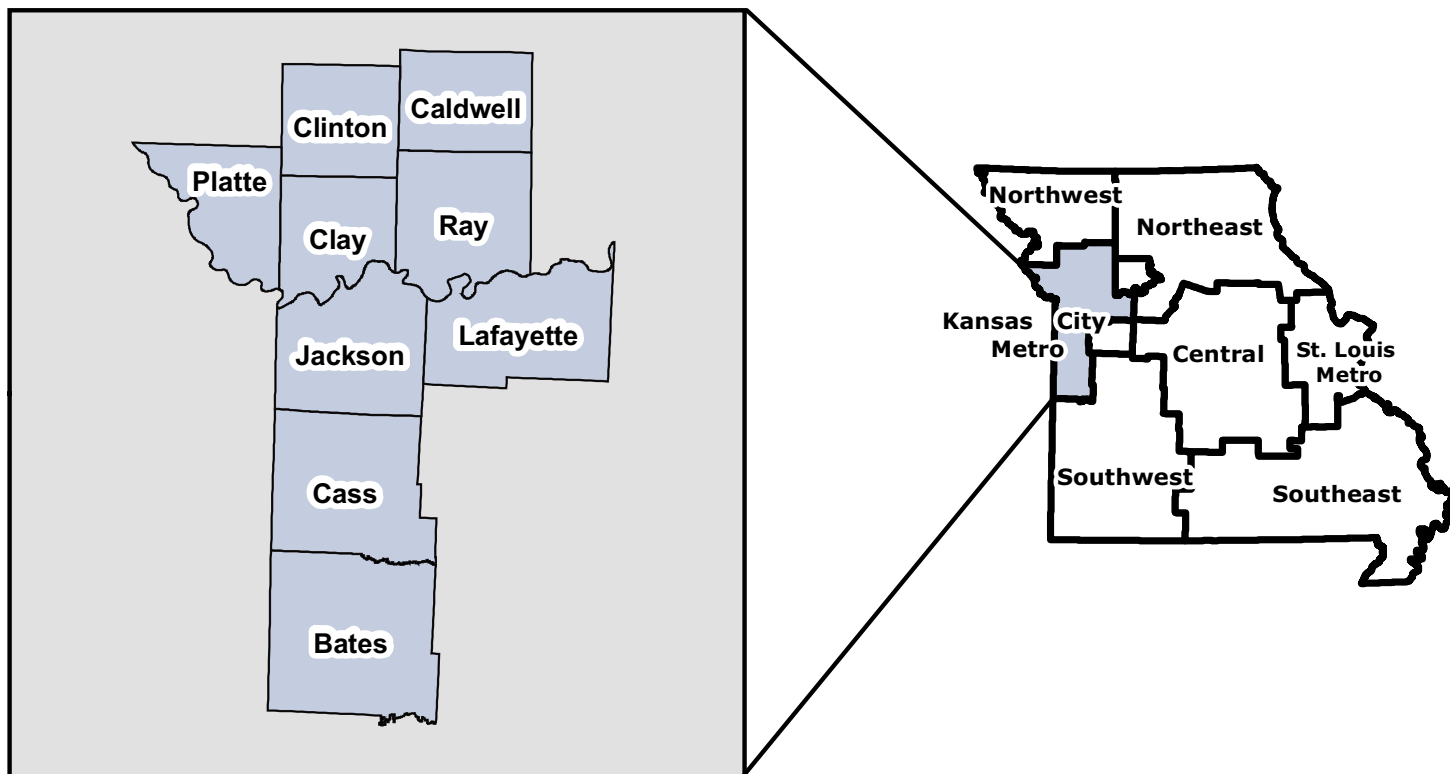 Caldwell
Clinton
Platte
Clay
Ray
Jackson
Lafayette
Cass
Bates
Northwest
Northeast
Kansas City
Metro
Central
St. Louis
Metro
Southwest
Southeast